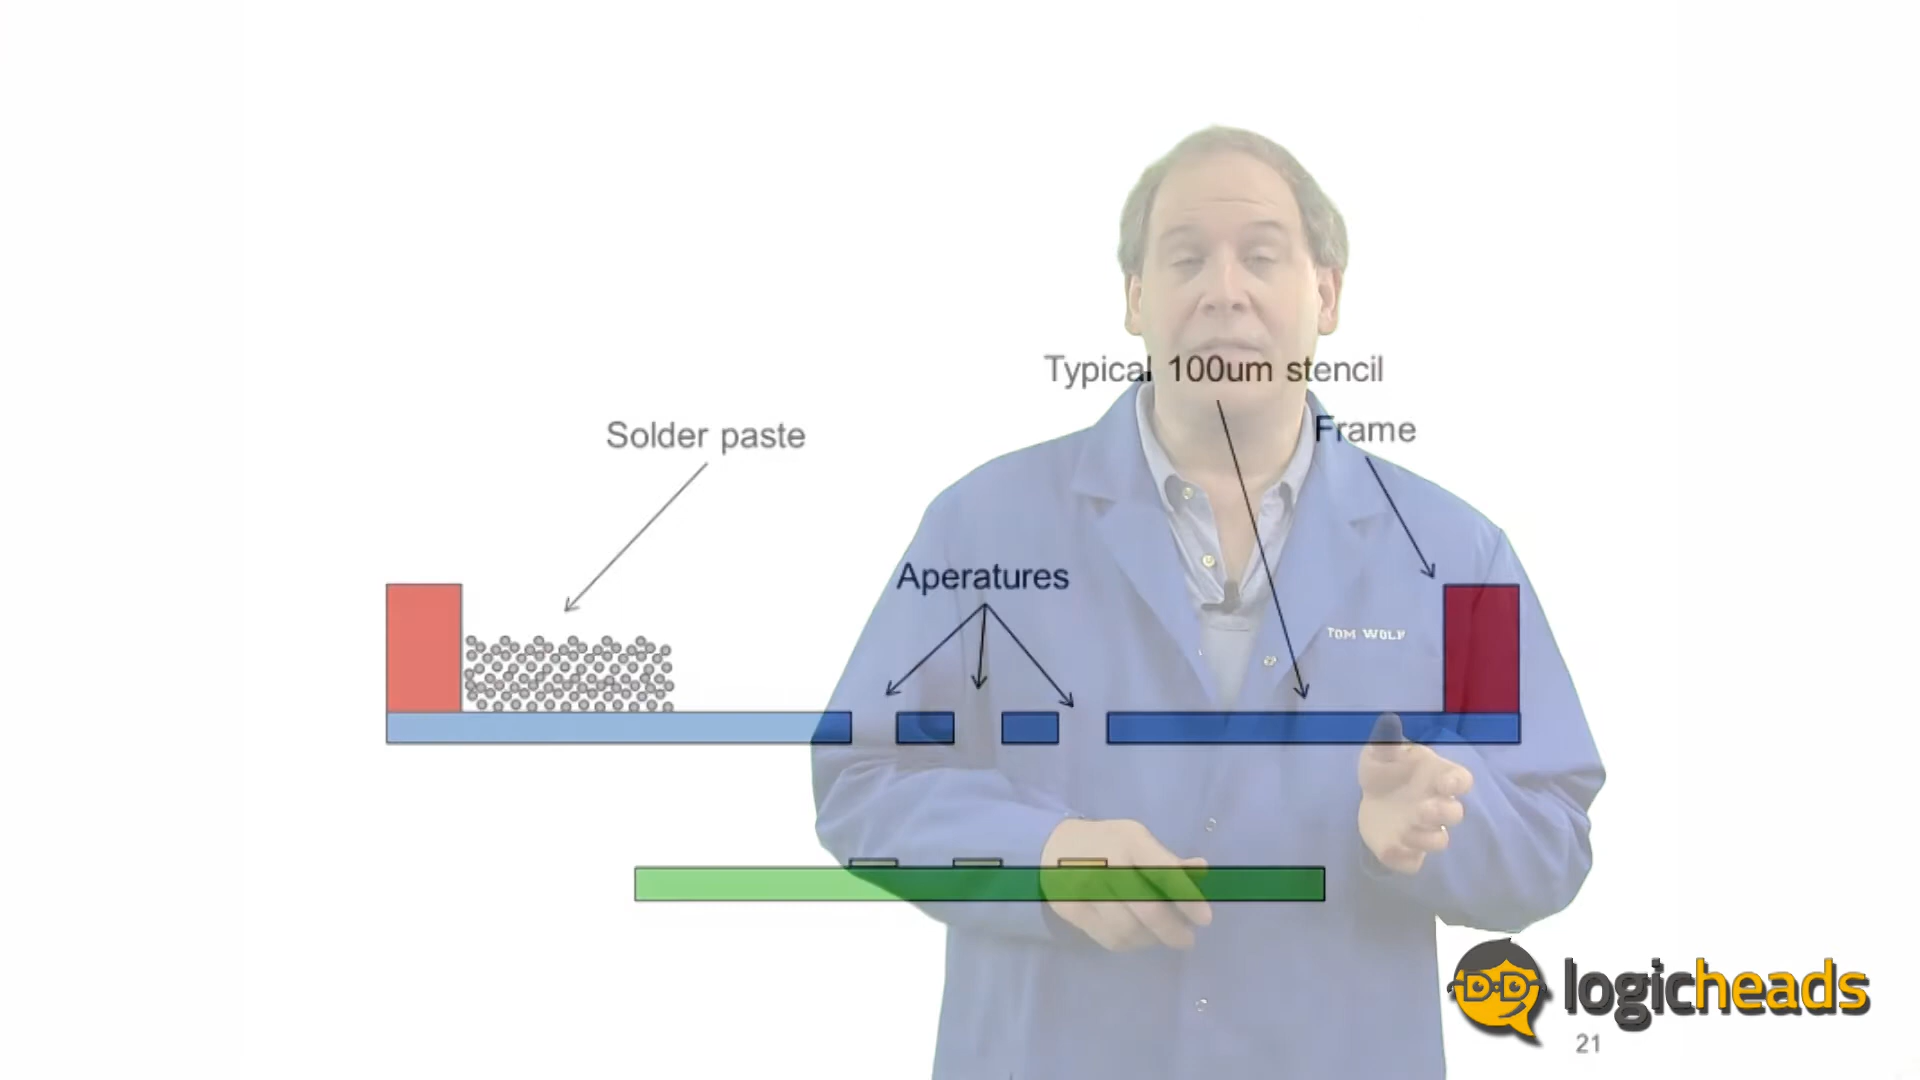 Typical 100um stencil
Frame
Solder paste
Aperatures
TOM WOLF
logicheads
21